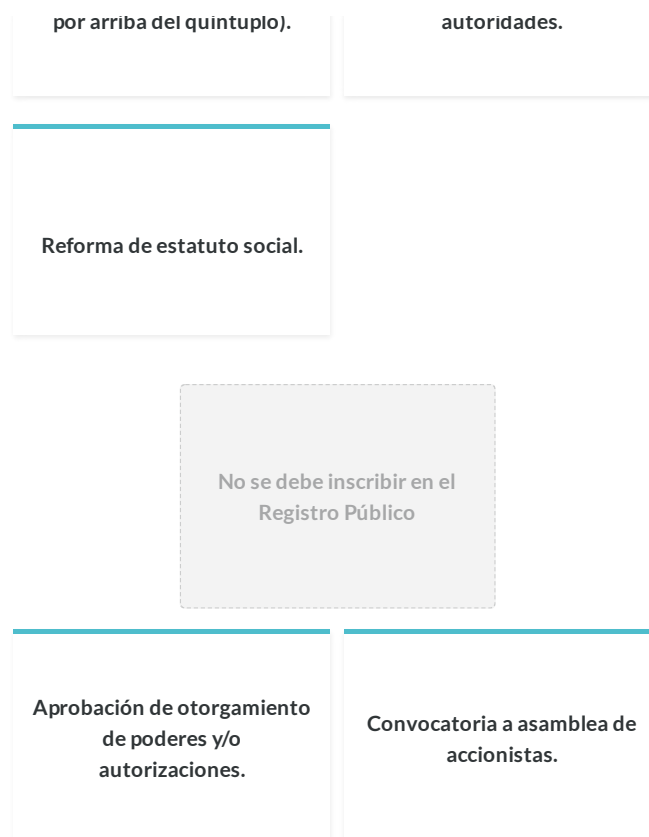 por arriba del quíntuplo).
autoridades.
Reforma de estatuto social.
No se debe inscribir en el
Registro Público
Aprobación de otorgamiento
de poderes y/o
autorizaciones.
Convocatoria a asamblea de
accionistas.